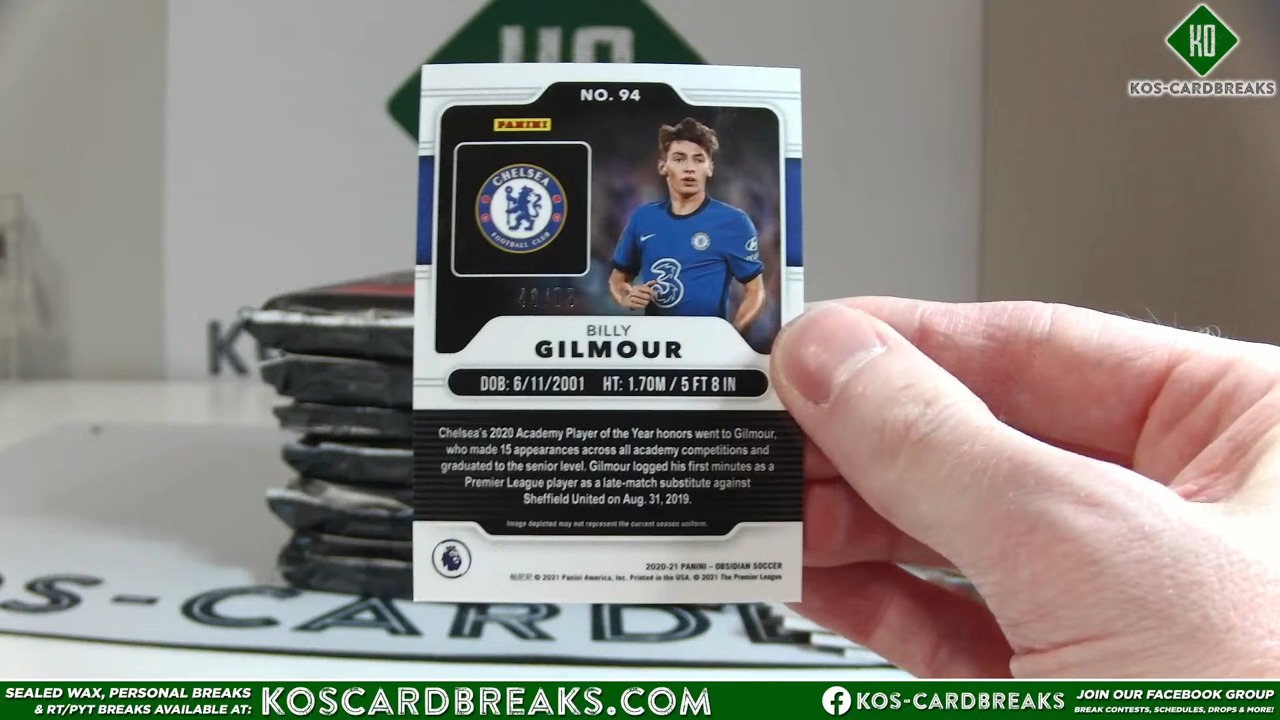 KO
KOS-CARDBREAKS
NO. 94
PANINI
CHELSEA
FOOTBALL CLUB
3
BILLY
GILMOUR
DOB: 6/11/2001 HT: 1.70M / 5 FT 8 IN
Chelsea's 2020 Academy Player of the Year honors went to Gilmour,
who made 15 appearances across all academy competitions and
graduated to the senior level. Gilmour logged his first minutes as a
Premier League player as a late-match substitute against
Sheffield United on Aug. 31, 2019.
Image depicted may not represent the current season uniform.
2020-21 PANINI – OBSIDIAN SOCCER
© 2021 Panini America, Inc. Printed in the USA. © 2021 The Premier League
S-CARD
SEALED WAX, PERSONAL BREAKS
& RT/PYT BREAKS AVAILABLE AT:
KOSCARDBREAKS.COM
KOS-CARDBREAKS
JOIN OUR FACEBOOK GROUP
BREAK CONTESTS, SCHEDULES, DROPS & MORE!